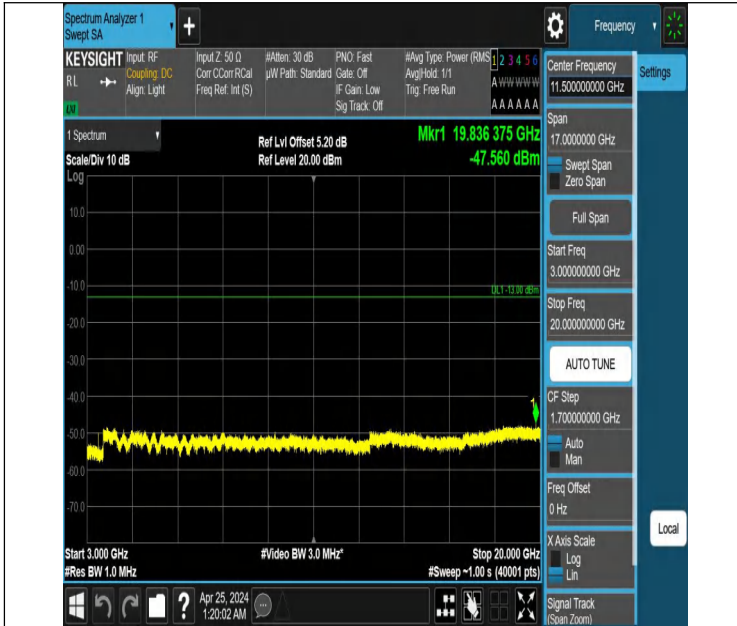 Spectrum Analyzer 1
Swept SA
+
Frequency
KEYSIGHT
RL
Input: RF
Coupling: DC
Align: Light
Input Z: 50 Ω
Corr CCorr RCal
Freq Ref: Int (S)
#Atten: 30 dB
µW Path: Standard
PNO: Fast
Gate: Off
IF Gain: Low
Sig Track: Off
#Avg Type: Power (RMS
Avg|Hold: 1/1
Trig: Free Run
1 2 3 4 5 6
A W W W W W
A A A A A A
1 Spectrum
Scale/Div 10 dB
Ref Lvl Offset 5.20 dB
Ref Level 20.00 dBm
Mkr1 19.836 375 GHz
-47.560 dBm
Log
10.0
0.00
-10.0
DL1 -13.00 dBm
-20.0
-30.0
-40.0
1
-50.0
-60.0
-70.0
Start 3.000 GHz
#Res BW 1.0 MHz
#Video BW 3.0 MHz*
Stop 20.000 GHz
#Sweep ~1.00 s (40001 pts)
Apr 25, 2024
1:20:02 AM
Center Frequency
11.500000000 GHz
Settings
Span
17.0000000 GHz
Swept Span
Zero Span
Full Span
Start Freq
3.000000000 GHz
Stop Freq
20.000000000 GHz
AUTO TUNE
CF Step
1.700000000 GHz
Auto
Man
Freq Offset
0 Hz
X Axis Scale
Log
Lin
Local
Signal Track
(Span Zoom)